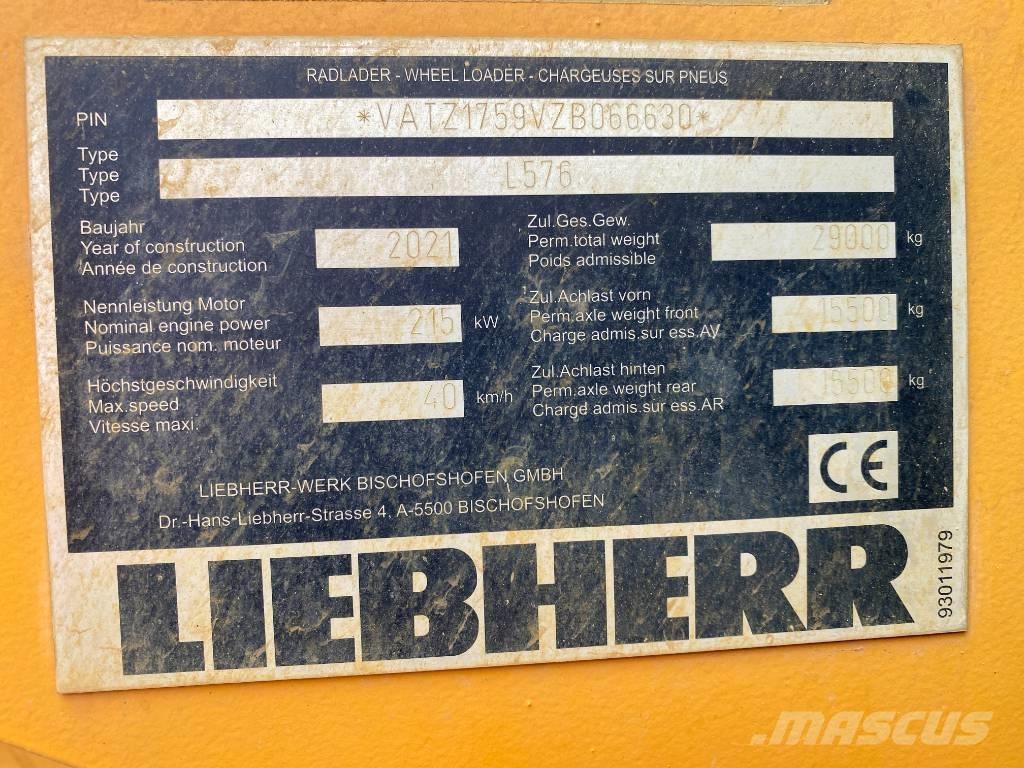 RADLADER - WHEEL LOADER - CHARGEUSES SUR PNEUS
PIN *VATZ1759VZB066630*
Type
Type
Type
L576
Baujahr
Year of construction
Année de construction
2021
Zul.Ges.Gew.
Perm.total weight
Poids admissible
29000 kg
Nennleistung Motor
Nominal engine power
Puissance nom. moteur
215 kW
Zul.Achlast vorn
Perm.axle weight front
Charge admis.sur ess.AV
15500 kg
Höchstgeschwindigkeit
Max.speed
Vitesse maxi.
40 km/h
Zul.Achlast hinten
Perm.axle weight rear
Charge admis.sur ess.AR
kg
CE
LIEBHERR-WERK BISCHOFSHOFEN GMBH
Dr.-Hans-Liebherr-Strasse 4, A-5500 BISCHOFSHOFEN
LIEBHERR
93011979
.MASCUS